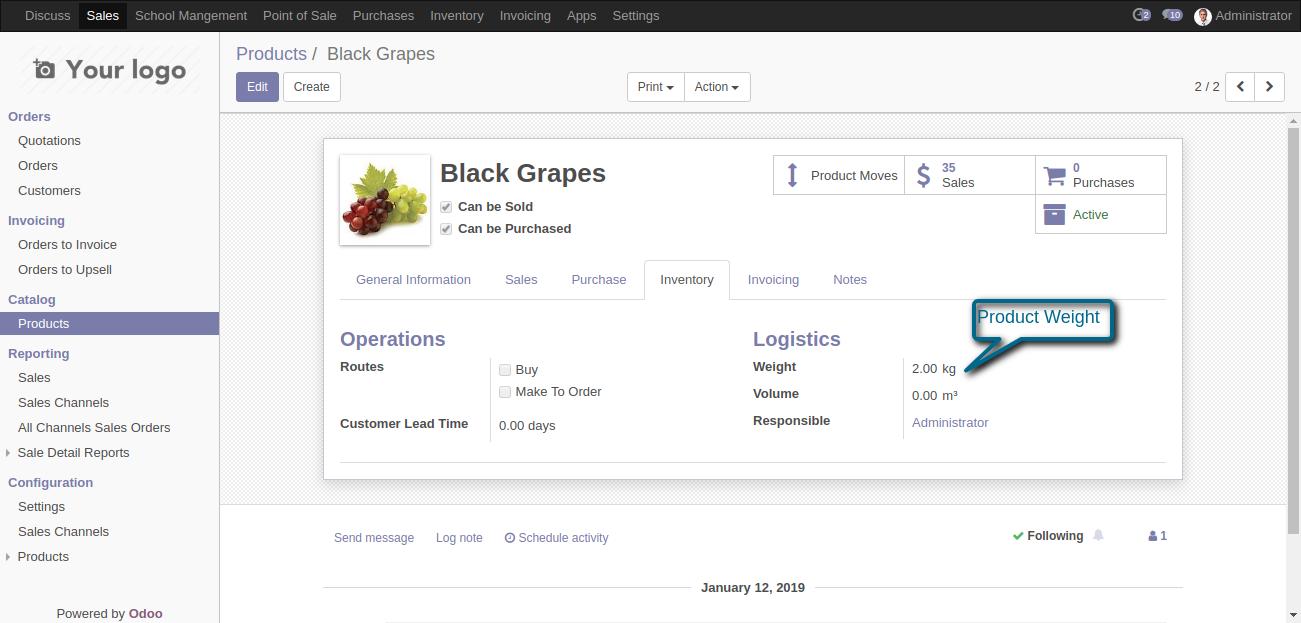 Discuss Sales School Mangement Point of Sale Purchases Inventory Invoicing Apps Settings 2 10 Administrator
Your logo
Products / Black Grapes
Edit Create Print Action 2 / 2
Orders
Quotations
Orders
Customers
Invoicing
Orders to Invoice
Orders to Upsell
Catalog
Products
Reporting
Sales
Sales Channels
All Channels Sales Orders
Sale Detail Reports
Configuration
Settings
Sales Channels
Products
Powered by Odoo
Black Grapes
Can be Sold
Can be Purchased
Product Moves
35
Sales
0
Purchases
Active
General Information Sales Purchase Inventory Invoicing Notes
Product Weight
Operations
Routes
Buy
Make To Order
Customer Lead Time 0.00 days
Logistics
Weight 2.00 kg
Volume 0.00 m³
Responsible Administrator
Send message Log note Schedule activity Following 1
January 12, 2019